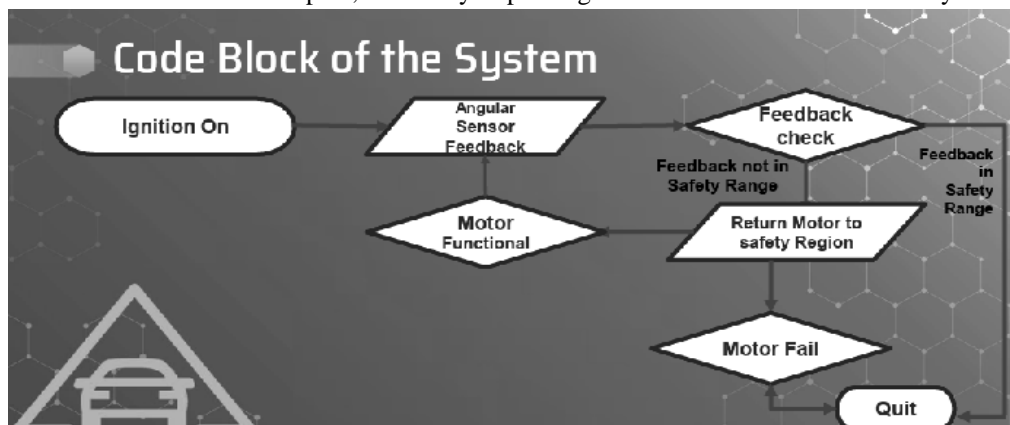 Code Block of the System
Ignition On
Angular
Sensor
Feedback
Feedback
check
Feedback not in
Safety Range
Feedback
in
Safety
Range
Motor
Functional
Return Motor to
safety Region
Motor Fail
Quit